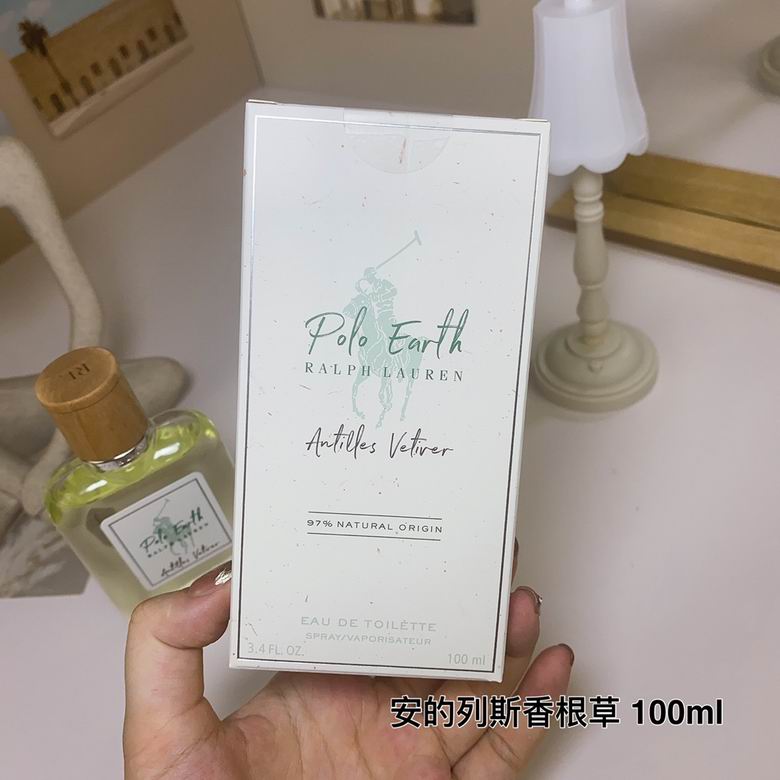 Polo Earth
RALPH LAUREN
Antilles Vetiver
97% NATURAL ORIGIN
EAU DE TOILETTE
SPRAY/VAPORISATEUR
3.4 FL. OZ.
100 ml
RL
Polo Earth
RALPH LAUREN
Antilles Vetiver
安的列斯香根草 100ml